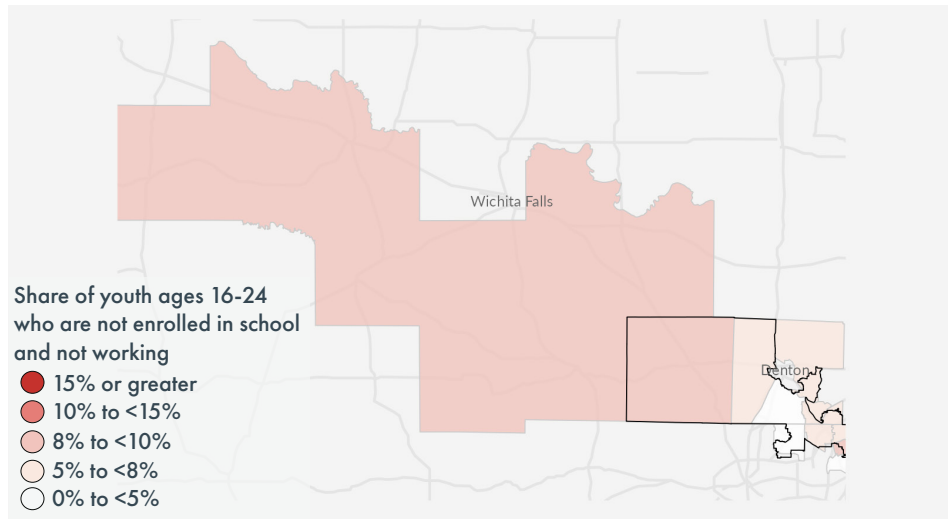 Wichita Falls
Share of youth ages 16-24
who are not enrolled in school
and not working
15% or greater
10% to <15%
8% to <10%
5% to <8%
0% to <5%
Denton